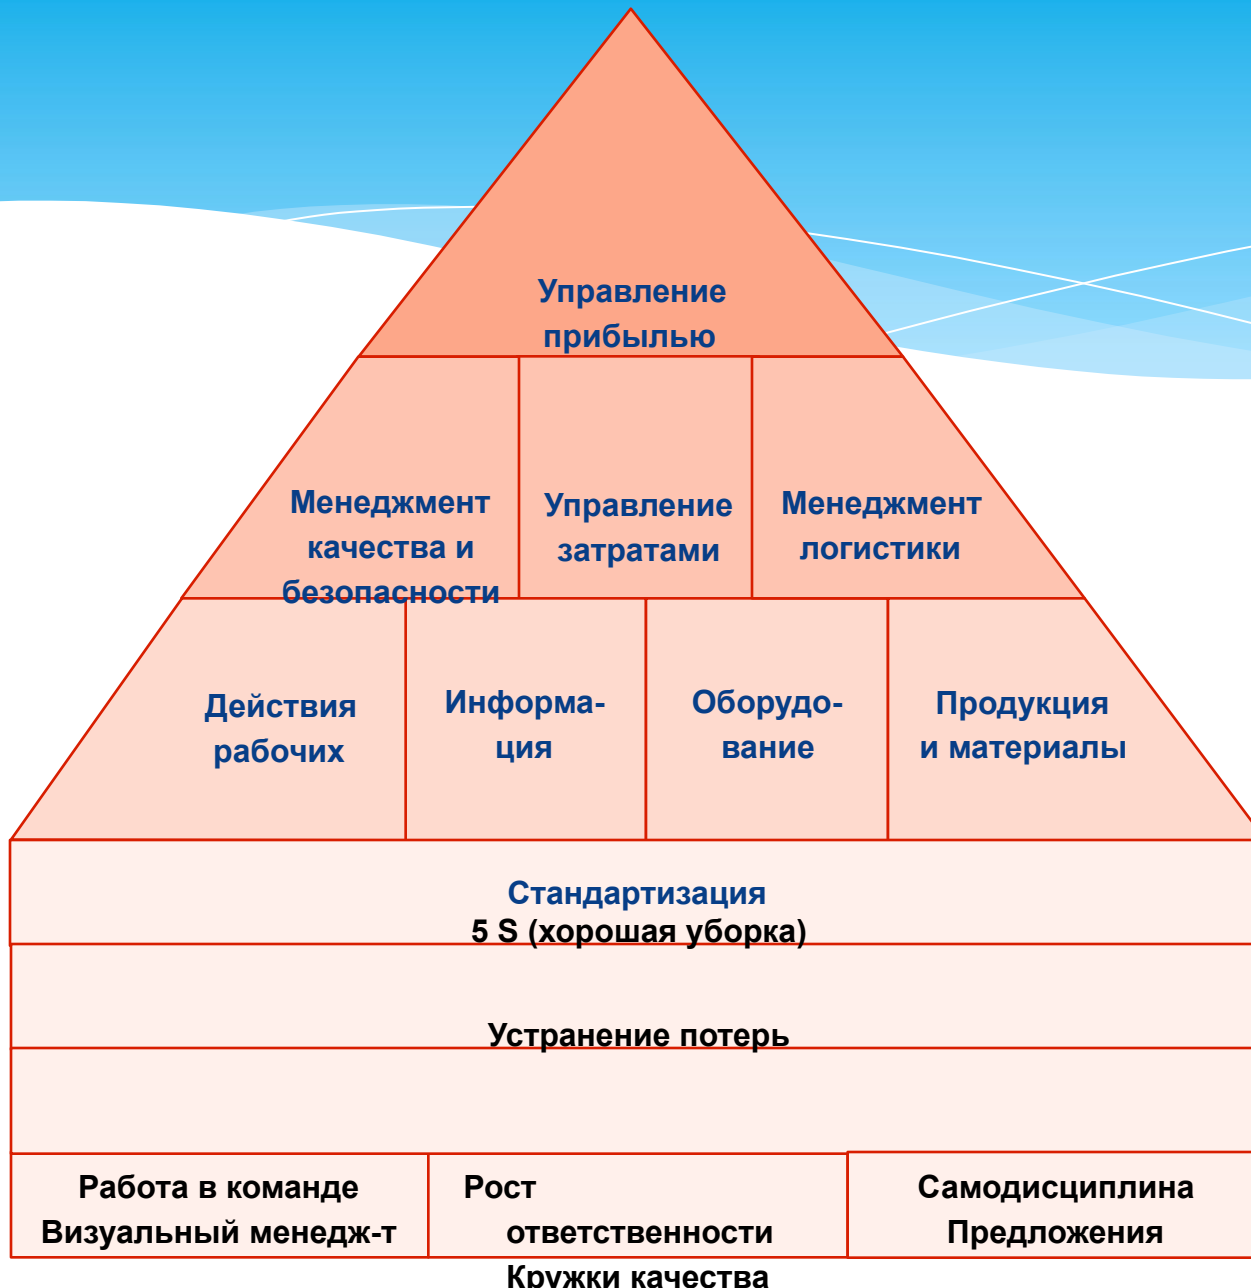 Управление
прибылью
Менеджмент
качества и
безопасности
Управление
затратами
Менеджмент
логистики
Действия
рабочих
Информа-
ция
Оборудо-
вание
Продукция
и материалы
Стандартизация
5 S (хорошая уборка)
Устранение потерь
Работа в команде
Визуальный менедж-т
Рост
ответственности
Кружки качества
Самодисциплина
Предложения